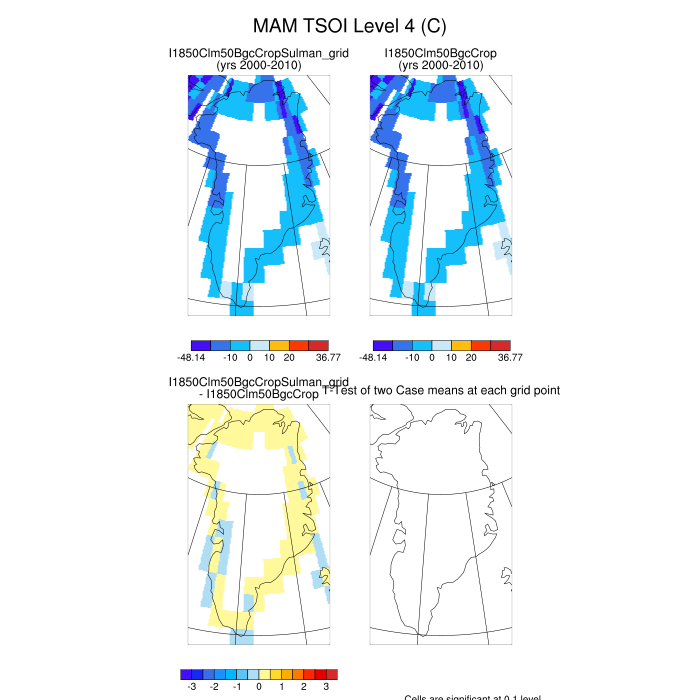 MAM TSOI Level 4 (C)
I1850Clm50BgcCropSulman_grid
(yrs 2000-2010)
I1850Clm50BgcCrop
(yrs 2000-2010)
-48.14 -10 0 10 20 36.77
-48.14 -10 0 10 20 36.77
I1850Clm50BgcCropSulman_grid
- I1850Clm50BgcCrop
T-Test of two Case means at each grid point
-3 -2 -1 0 1 2 3
Cells are significant at 0.1 level